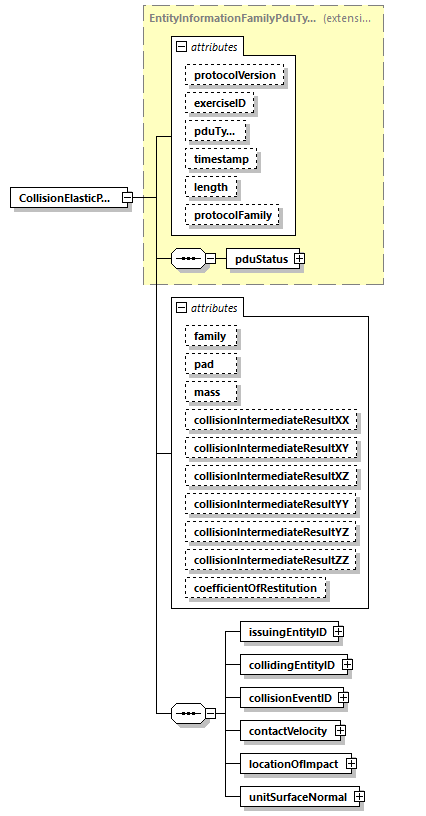 EntityInformationFamilyPduTy... (extensi...
attributes
protocolVersion
exerciseID
pduTy...
timestamp
length
protocolFamily
CollisionElasticP...
pduStatus
attributes
family
pad
mass
collisionIntermediateResultXX
collisionIntermediateResultXY
collisionIntermediateResultXZ
collisionIntermediateResultYY
collisionIntermediateResultYZ
collisionIntermediateResultZZ
coefficientOfRestitution
issuingEntityID
collidingEntityID
collisionEventID
contactVelocity
locationOfImpact
unitSurfaceNormal